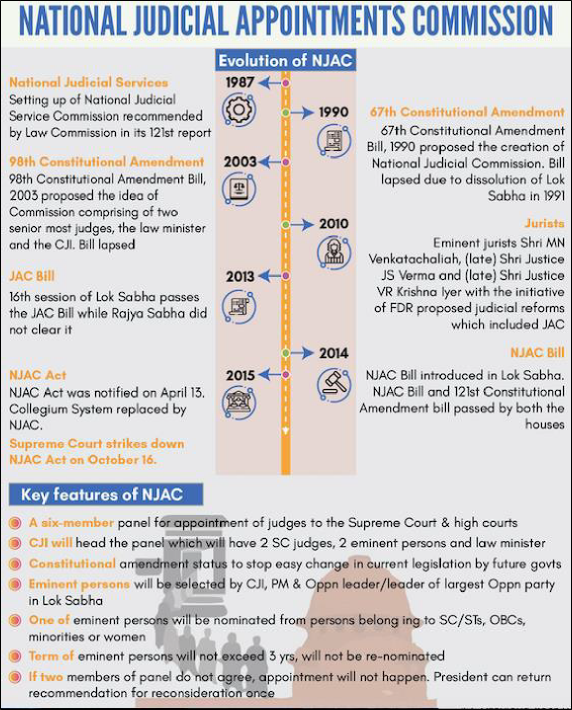 NATIONAL JUDICIAL APPOINTMENTS COMMISSION
Evolution of NJAC
1987
National Judicial Services
Setting up of National Judicial
Service Commission recommended
by Law Commission in its 121st report
1990
67th Constitutional Amendment
67th Constitutional Amendment
Bill, 1990 proposed the creation of
National Judicial Commission. Bill
lapsed due to dissolution of Lok
Sabha in 1991
2003
98th Constitutional Amendment
98th Constitutional Amendment Bill,
2003 proposed the idea of
Commission comprising of two
senior most judges, the law minister
and the CJI. Bill lapsed
2010
Jurists
Eminent jurists Shri MN
Venkatachaliah, (late) Shri Justice
JS Verma and (late) Shri Justice
VR Krishna Iyer with the initiative
of FDR proposed judicial reforms
which included JAC
2013
JAC Bill
16th session of Lok Sabha passes
the JAC Bill while Rajya Sabha did
not clear it
2014
NJAC Bill
NJAC Bill introduced in Lok Sabha.
NJAC Bill and 121st Constitutional
Amendment bill passed by both the
houses
2015
NJAC Act
NJAC Act was notified on April 13.
Collegium System replaced by
NJAC.
Supreme Court strikes down
NJAC Act on October 16.
Key features of NJAC
A six-member panel for appointment of judges to the Supreme Court & high courts
CJI will head the panel which will have 2 SC judges, 2 eminent persons and law minister
Constitutional amendment status to stop easy change in current legislation by future govts
Eminent persons will be selected by CJI, PM & Oppn leader/leader of largest Oppn party
in Lok Sabha
One of eminent persons will be nominated from persons belong ing to SC/STs, OBCs,
minorities or women
Term of eminent persons will not exceed 3 yrs, will not be re-nominated
If two members of panel do not agree, appointment will not happen. President can return
recommendation for reconsideration once